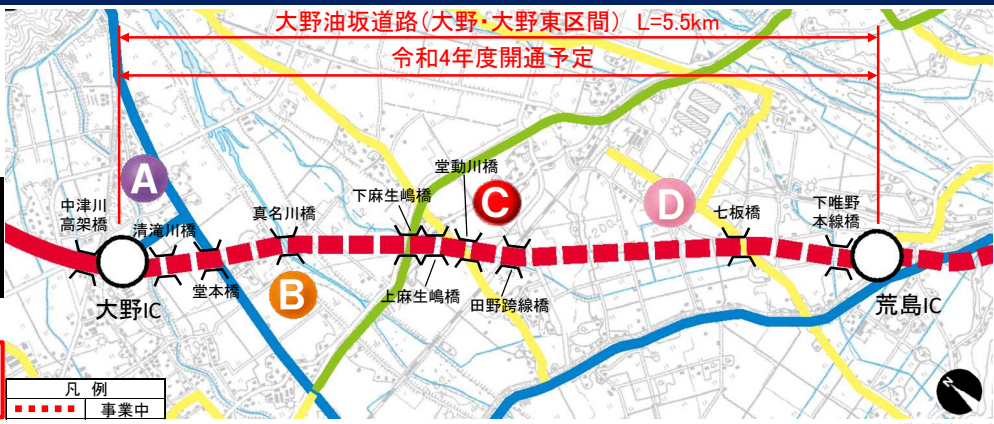 大野油坂道路(大野・大野東区間) L=5.5km
令和4年度開通予定
A
中津川
高架橋
清滝川橋
真名川橋
下麻生嶋橋
堂動川橋
C
D
七板橋
下唯野
本線橋
大野IC
堂本橋
B
上麻生嶋橋
田野跨線橋
荒島IC
凡 例
事業中
N